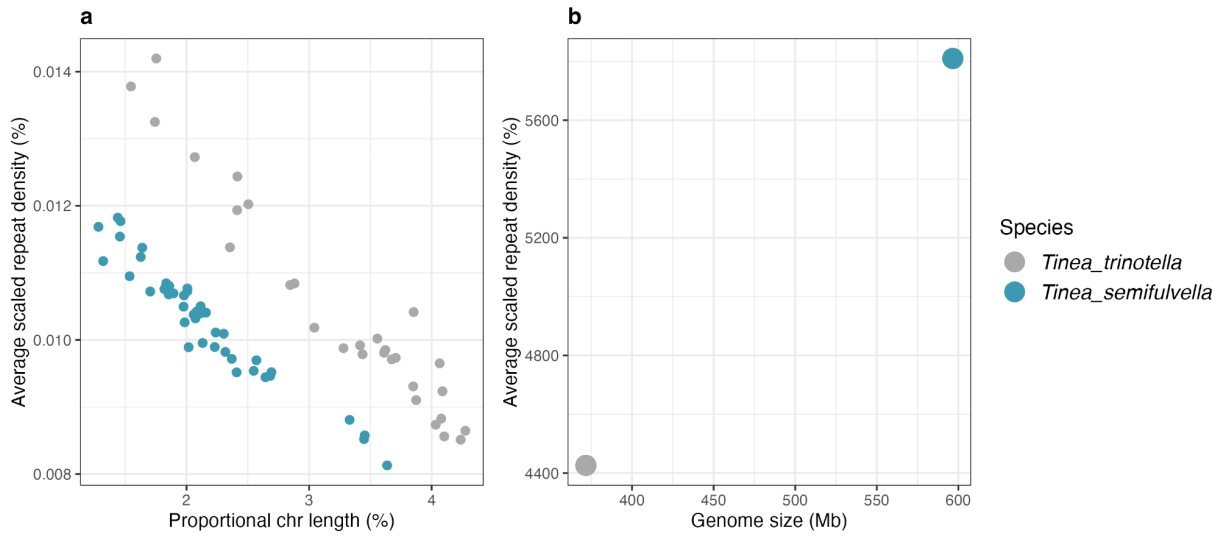 a
Average scaled repeat density (%)
0.014
0.012
0.010
0.008
2 3 4
Proportional chr length (%)
b
Average scaled repeat density (%)
5600
5200
4800
4400
400 450 500 550 600
Genome size (Mb)
Species
Tinea_trinotella
Tinea_semifulvella